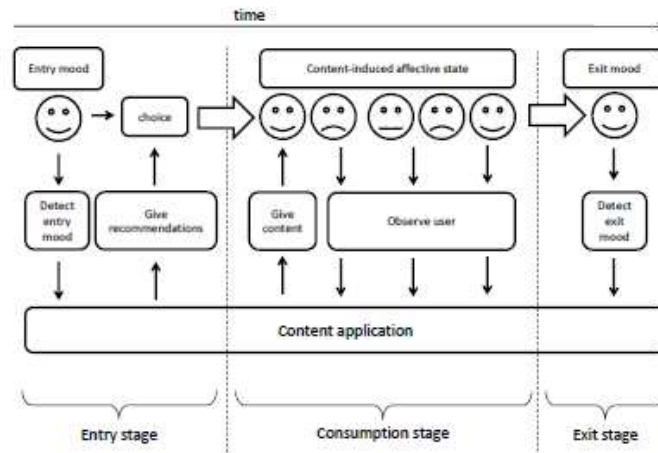 time
Entry mood
Content-induced affective state
Exit mood
choice
Detect
entry
mood
Give
recommendations
Give
content
Observe user
Detect
exit
mood
Content application
Entry stage
Consumption stage
Exit stage